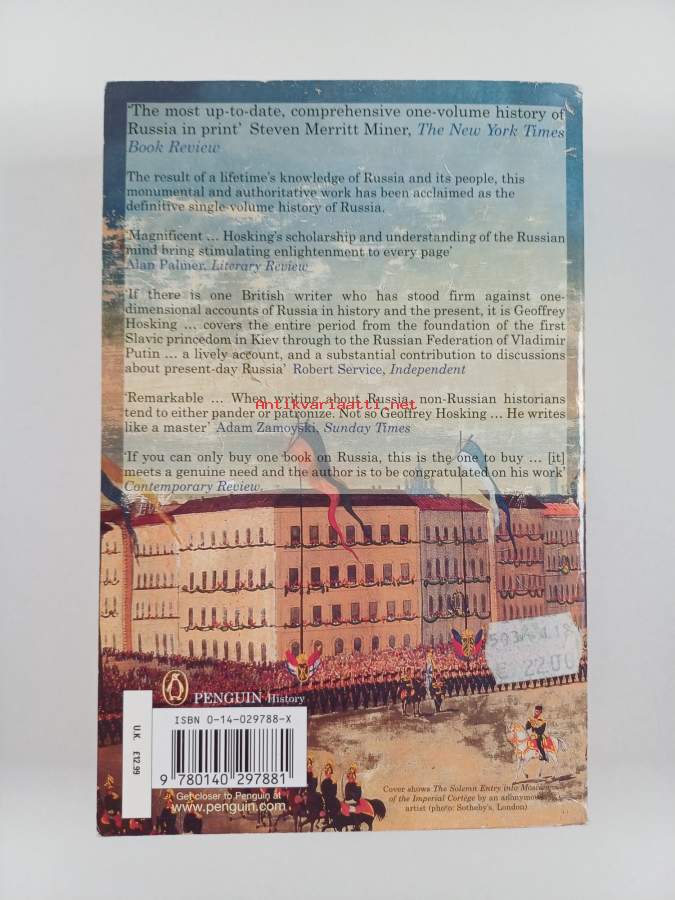 'The most up-to-date, comprehensive one-volume history of
Russia in print' Steven Merritt Miner, The New York Times
Book Review
The result of a lifetime's knowledge of Russia and its people, this
monumental and authoritative work has been acclaimed as the
definitive single-volume history of Russia.
'Magnificent ... Hosking's scholarship and understanding of the Russian
mind bring stimulating enlightenment to every page'
Alan Palmer, Literary Review
'If there is one British writer who has stood firm against one-
dimensional accounts of Russia in history and the present, it is Geoffrey
Hosking ... covers the entire period from the foundation of the first
Slavic princedom in Kiev through to the Russian Federation of Vladimir
Putin ... a lively account, and a substantial contribution to discussions
about present-day Russia' Robert Service, Independent
'Remarkable ... When writing about Russia, non-Russian historians
Antikvariaatti.net
tend to either pander or patronize. Not so Geoffrey Hosking ... He writes
like a master' Adam Zamoyski, Sunday Times
'If you can only buy one book on Russia, this is the one to buy ... [it]
meets a genuine need and the author is to be congratulated on his work'
Contemporary Review.
22.00
PENGUIN History
ISBN 0-14-029788-X
9 780140 297881
U.K. £12.99
Get closer to Penguin at
www.penguin.com
Cover shows The Solemn Entry into
of the Imperial Cortège by an
artist (photo: Sotheby's, London)